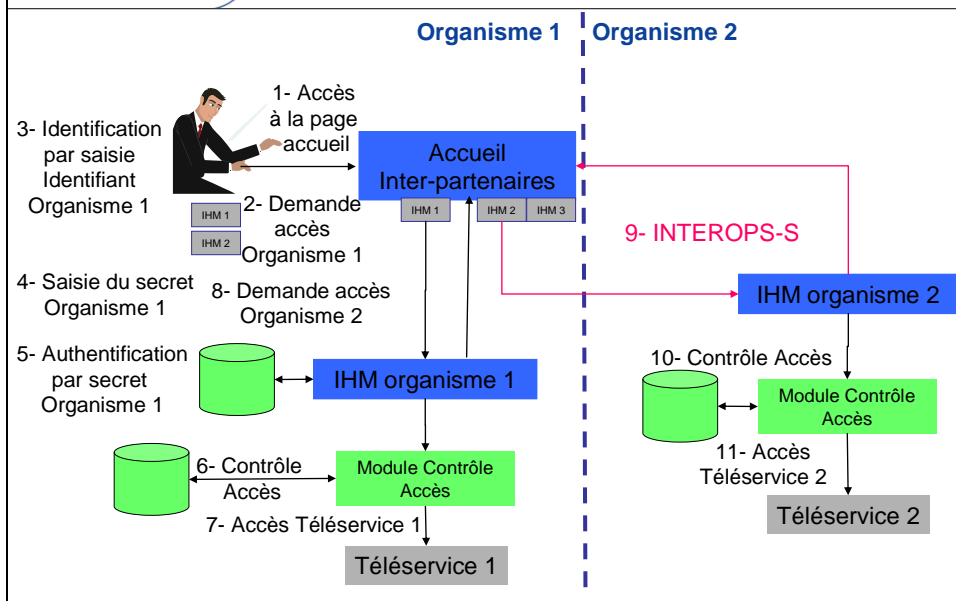 Organisme 1
Organisme 2
1- Accès
à la page
accueil
3- Identification
par saisie
Identifiant
Organisme 1
Accueil
Inter-partenaires
IHM 1
IHM 2
IHM 3
IHM 1
IHM 2
2- Demande
accès
Organisme 1
9- INTEROPS-S
4- Saisie du secret
Organisme 1
8- Demande accès
Organisme 2
IHM organisme 2
5- Authentification
par secret
Organisme 1
IHM organisme 1
10- Contrôle Accès
Module Contrôle
Accès
11- Accès
Téléservice 2
6- Contrôle
Accès
Module Contrôle
Accès
7- Accès Téléservice 1
Téléservice 2
Téléservice 1